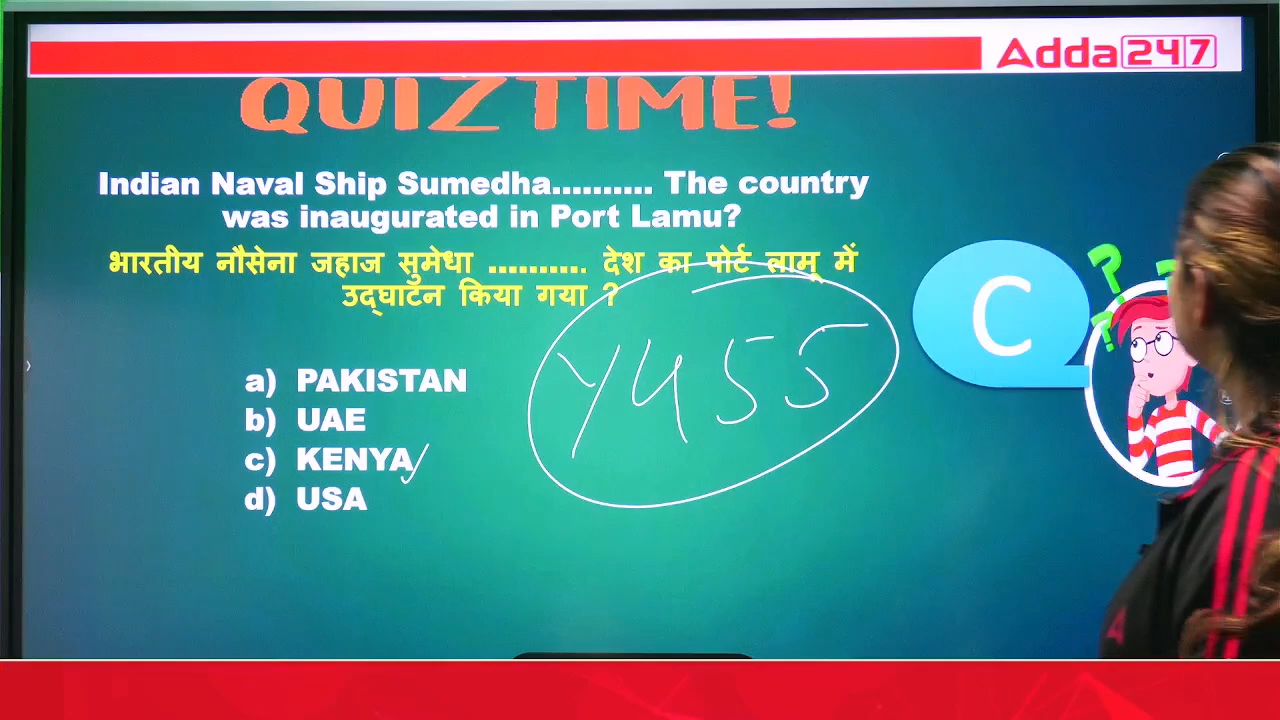 Adda247
QUIZTIME!
Indian Naval Ship Sumedha.......... The country
was inaugurated in Port Lamu?
भारतीय नौसेना जहाज सुमेधा .......... देश का पोर्ट लामू में
उद्घाटन किया गया ?
C
a) PAKISTAN
b) UAE
c) KENYA
d) USA
Y455